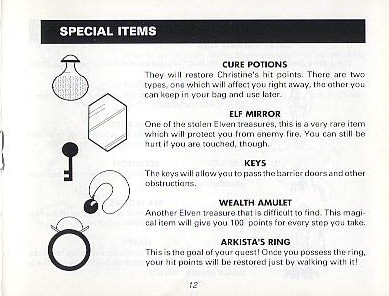 SPECIAL ITEMS
CURE POTIONS
They will restore Christine's hit points. There are two
types, one which will affect you right away, the other you
can keep in your bag and use later.
ELF MIRROR
One of the stolen Elven treasures, this is a very rare item
which will protect you from enemy fire. You can still be
hurt if you are touched, though.
KEYS
The keys will allow you to pass the barrier doors and other
obstructions.
WEALTH AMULET
Another Elven treasure that is difficult to find. This magi-
cal item will give you 100 points for every step you take.
ARKISTA'S RING
This is the goal of your quest! Once you possess the ring,
your hit points will be restored just by walking with it!
12